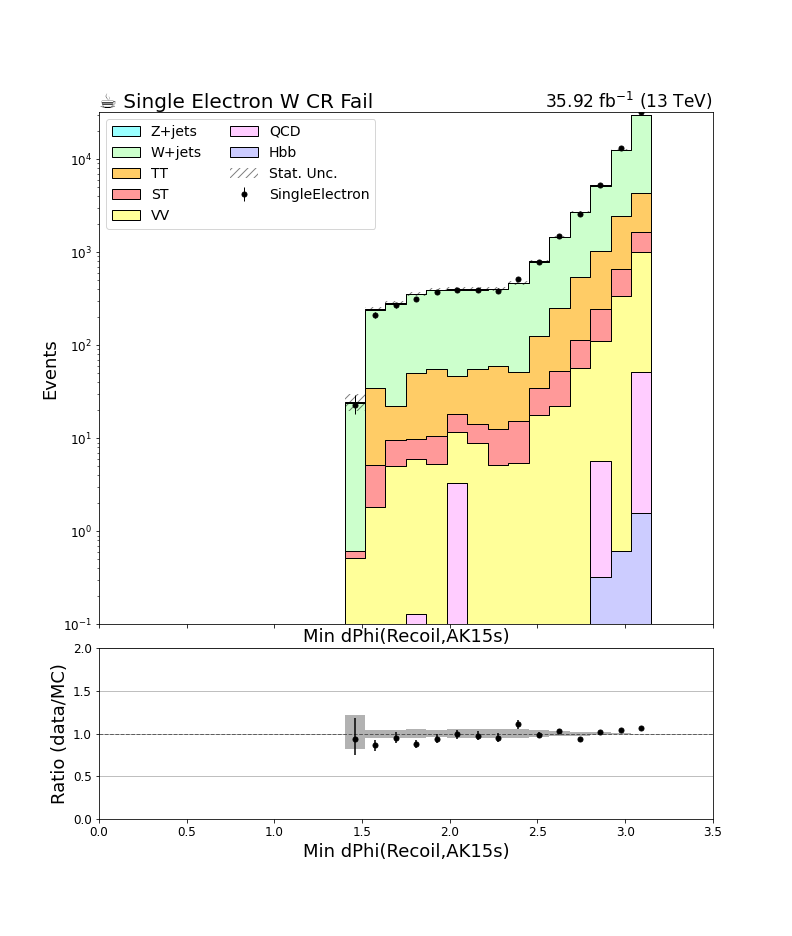 ☕ Single Electron W CR Fail
35.92 fb⁻¹ (13 TeV)
Z+jets
W+jets
TT
ST
VV
QCD
Hbb
Stat. Unc.
SingleElectron
Events
10⁴
10³
10²
10¹
10⁰
10⁻¹
Min dPhi(Recoil,AK15s)
Ratio (data/MC)
2.0
1.5
1.0
0.5
0.0
0.0 0.5 1.0 1.5 2.0 2.5 3.0 3.5
Min dPhi(Recoil,AK15s)